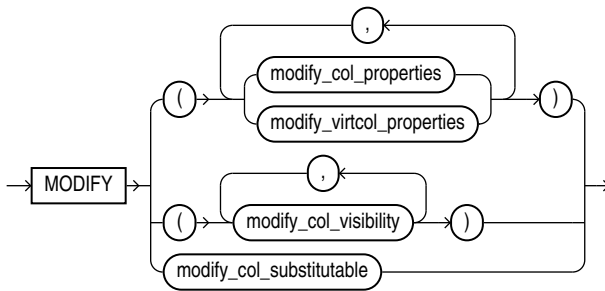 ,
modify_col_properties
( )
modify_virtcol_properties
MODIFY
,
( modify_col_visibility )
modify_col_substitutable